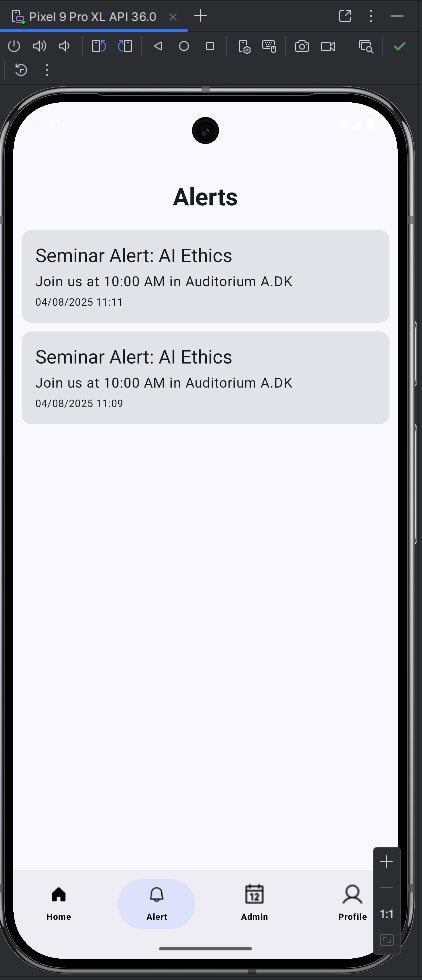 Pixel 9 Pro XL API 36.0
Alerts
Seminar Alert: AI Ethics
Join us at 10:00 AM in Auditorium A.DK
04/08/2025 11:11
Seminar Alert: AI Ethics
Join us at 10:00 AM in Auditorium A.DK
04/08/2025 11:09
12
Home
Alert
Admin
Profile
1:1